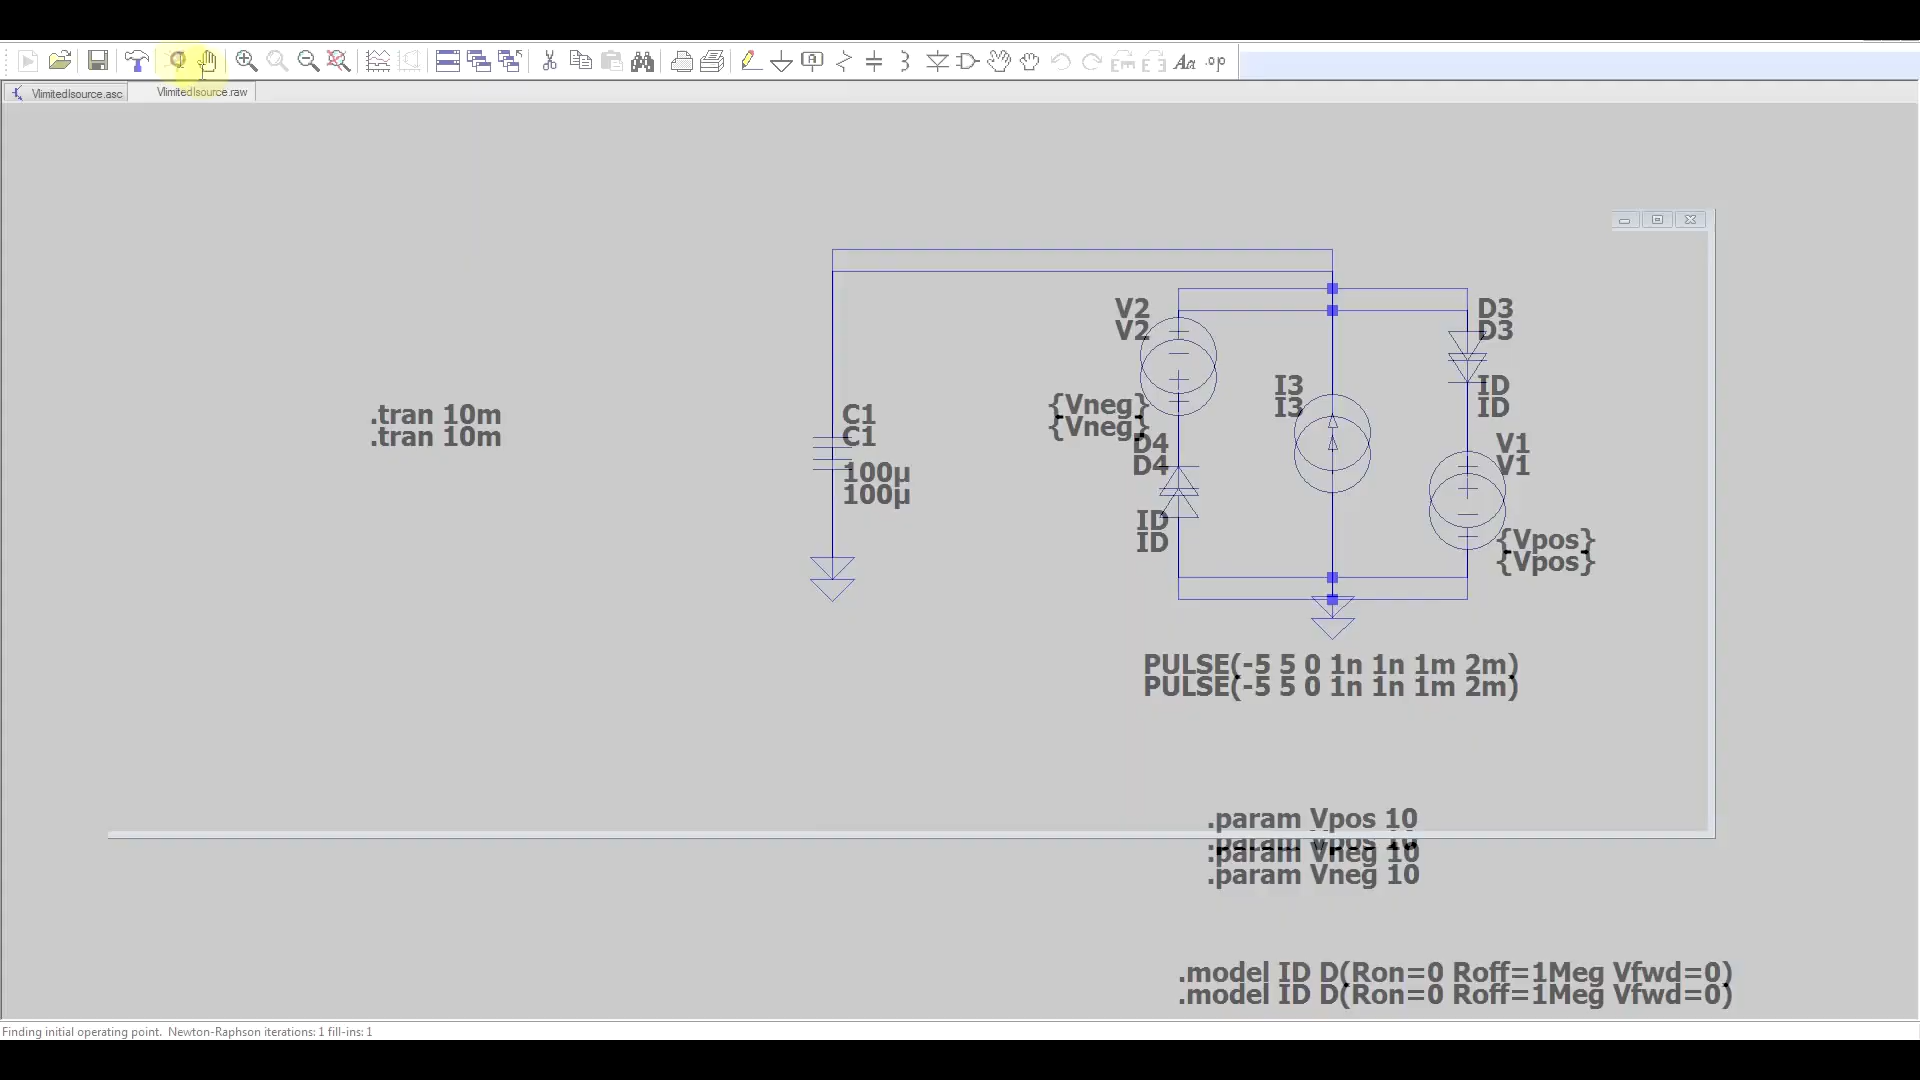 VlimitedIsource.asc
VlimitedIsource.raw
.tran 10m
.tran 10m
C1
C1
100µ
100µ
V2
V2
{Vneg}
{Vneg}
D4
D4
ID
ID
I3
I3
D3
D3
ID
ID
V1
V1
{Vpos}
{Vpos}
PULSE(-5 5 0 1n 1n 1m 2m)
PULSE(-5 5 0 1n 1n 1m 2m)
.param Vpos 10
.param Vpos 10
.param Vneg 10
.param Vneg 10
.model ID D(Ron=0 Roff=1Meg Vfwd=0)
.model ID D(Ron=0 Roff=1Meg Vfwd=0)
Finding initial operating point.  Newton-Raphson iterations: 1 fill-ins: 1